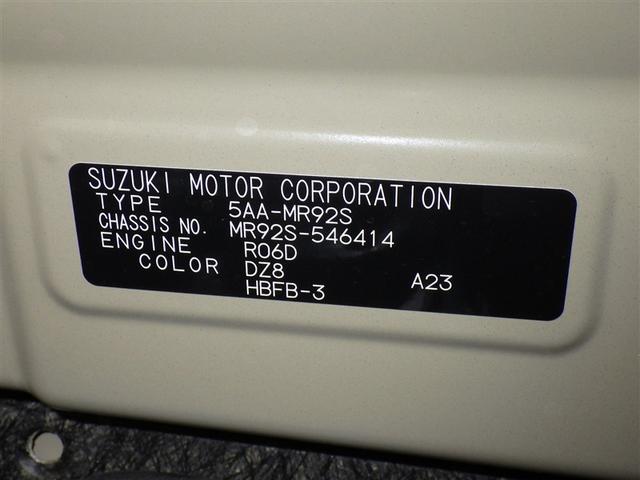 SUZUKI MOTOR CORPORATION
TYPE 5AA-MR92S
CHASSIS NO. MR92S-546414
ENGINE R06D
COLOR DZ8
HBFB-3 A23